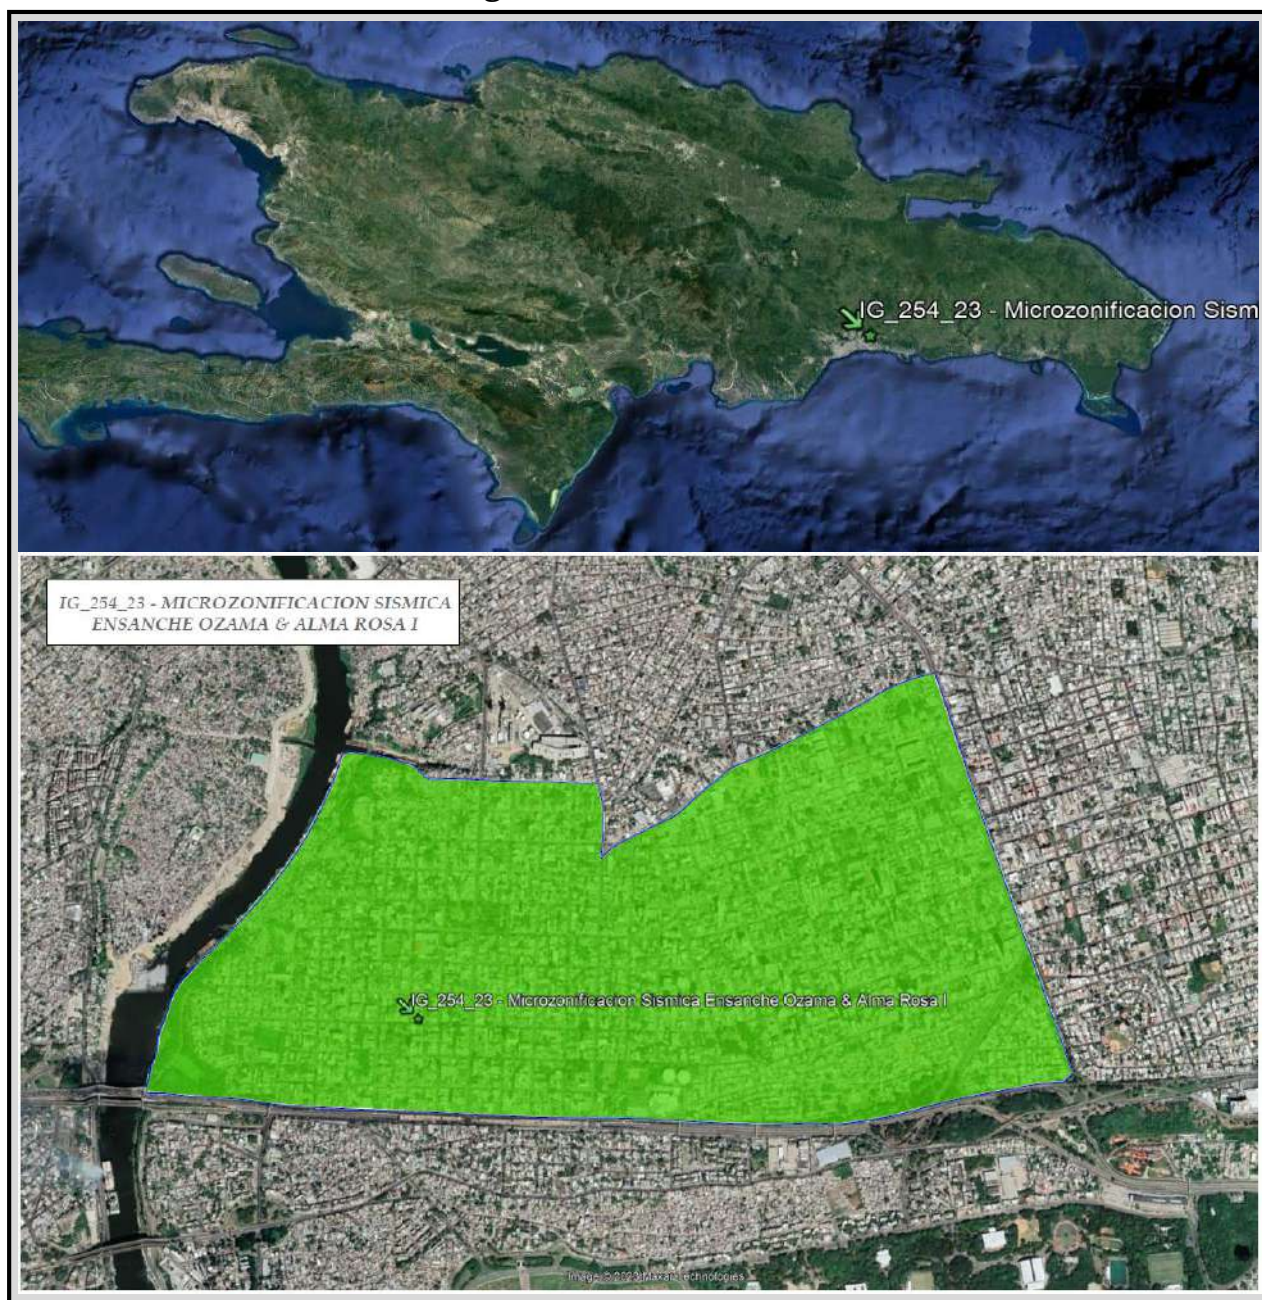 IG_254_23 - Microzonificacion Sism
IG_254_23 - MICROZONIFICACION SISMICA
ENSANCHE OZAMA & ALMA ROSA I
IG_254_23 - Microzonificacion Sismica Ensanche Ozama & Alma Rosa I
Image © 2023 Maxar Technologies